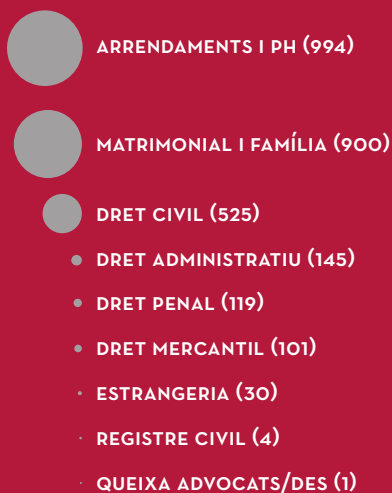 ARRENDAMENTS I PH (994)
MATRIMONIAL I FAMÍLIA (900)
DRET CIVIL (525)
DRET ADMINISTRATIU (145)
DRET PENAL (119)
DRET MERCANTIL (101)
ESTRANGERIA (30)
REGISTRE CIVIL (4)
QUEIXA ADVOCATS/DES (1)